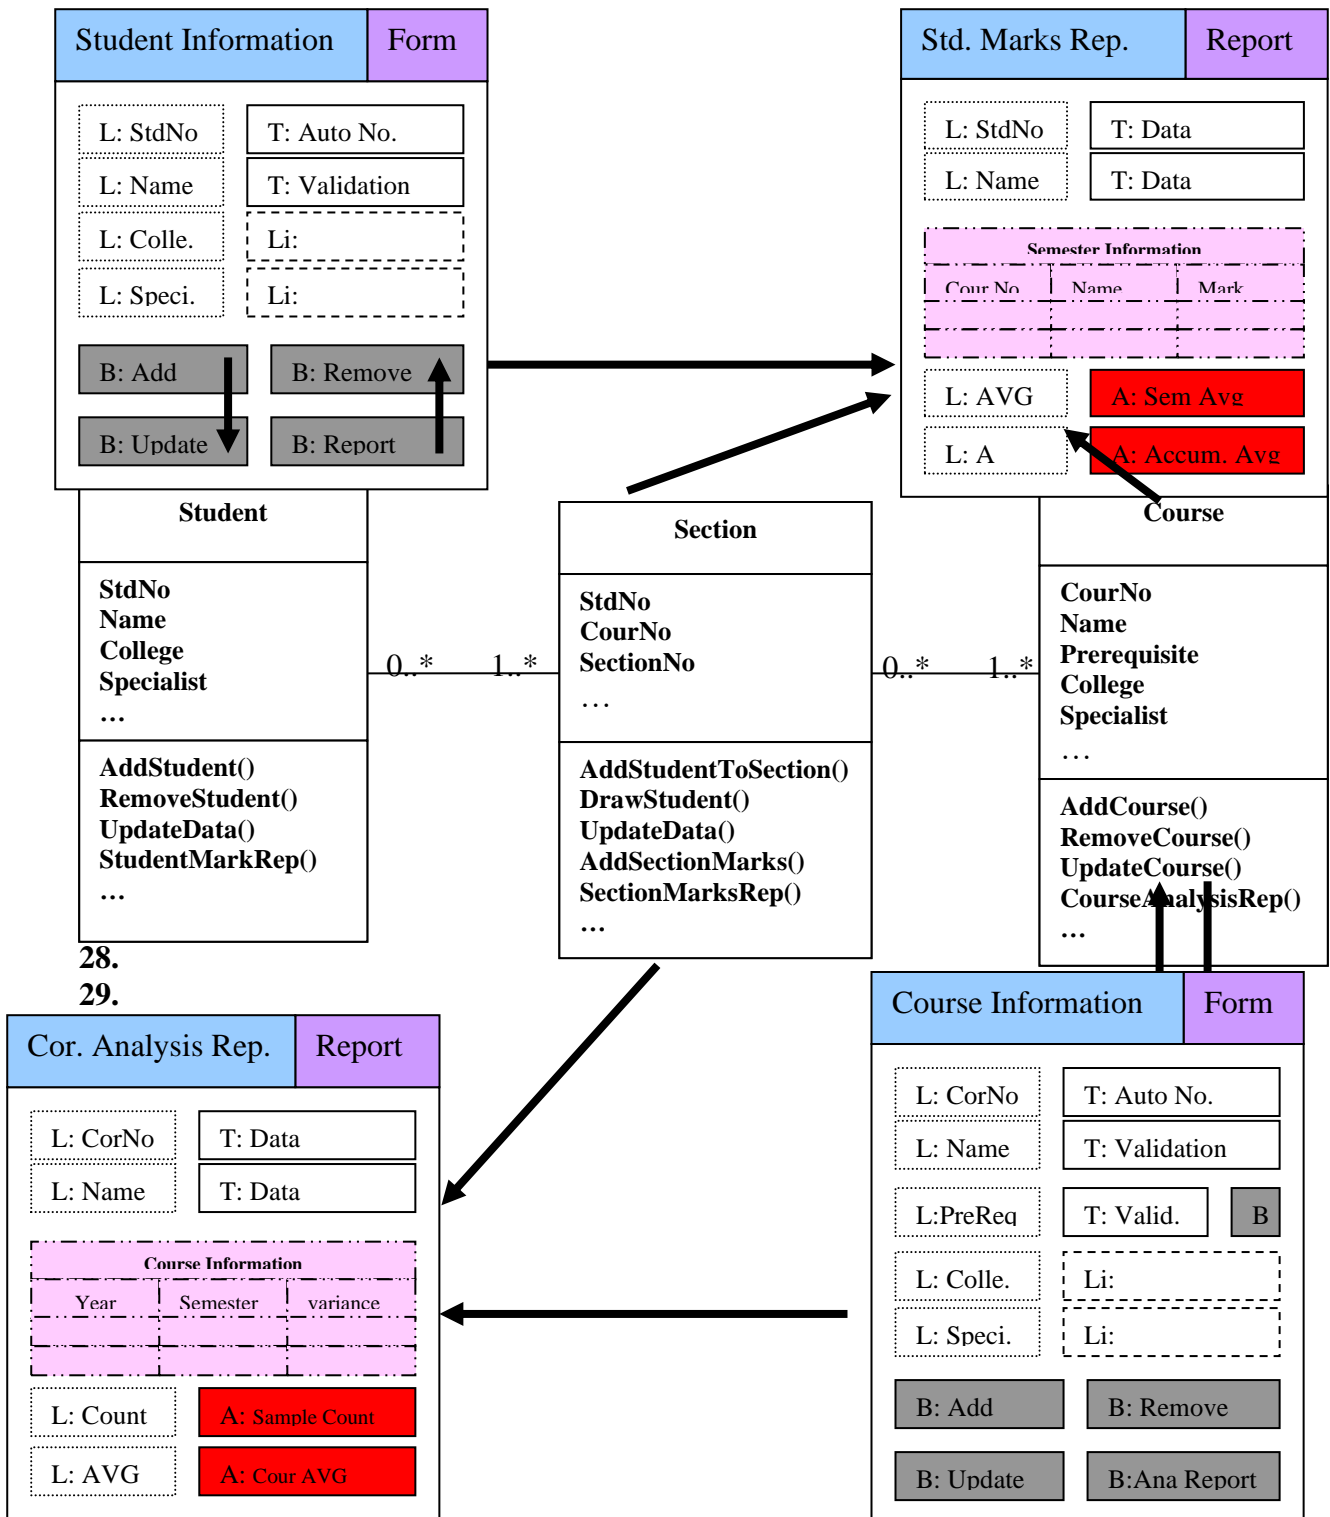 Student Information Form
L: StdNo T: Auto No.
L: Name T: Validation
L: Colle. Li:
L: Speci. Li:
B: Add B: Remove
B: Update B: Report
Std. Marks Rep. Report
L: StdNo T: Data
L: Name T: Data
Semester Information
Cour No Name Mark
L: AVG A: Sem Avg
L: A A: Accum. Avg
Student
StdNo
Name
College
Specialist
...
AddStudent()
RemoveStudent()
UpdateData()
StudentMarkRep()
...
0..* 1..*
Section
StdNo
CourNo
SectionNo
...
AddStudentToSection()
DrawStudent()
UpdateData()
AddSectionMarks()
SectionMarksRep()
...
0..* 1..*
Course
CourNo
Name
Prerequisite
College
Specialist
...
AddCourse()
RemoveCourse()
UpdateCourse()
CourseAnalysisRep()
...
28.
29.
Cor. Analysis Rep. Report
L: CorNo T: Data
L: Name T: Data
Course Information
Year Semester variance
L: Count A: Sample Count
L: AVG A: Cour AVG
Course Information Form
L: CorNo T: Auto No.
L: Name T: Validation
L:PreReq T: Valid. B
L: Colle. Li:
L: Speci. Li:
B: Add B: Remove
B: Update B:Ana Report